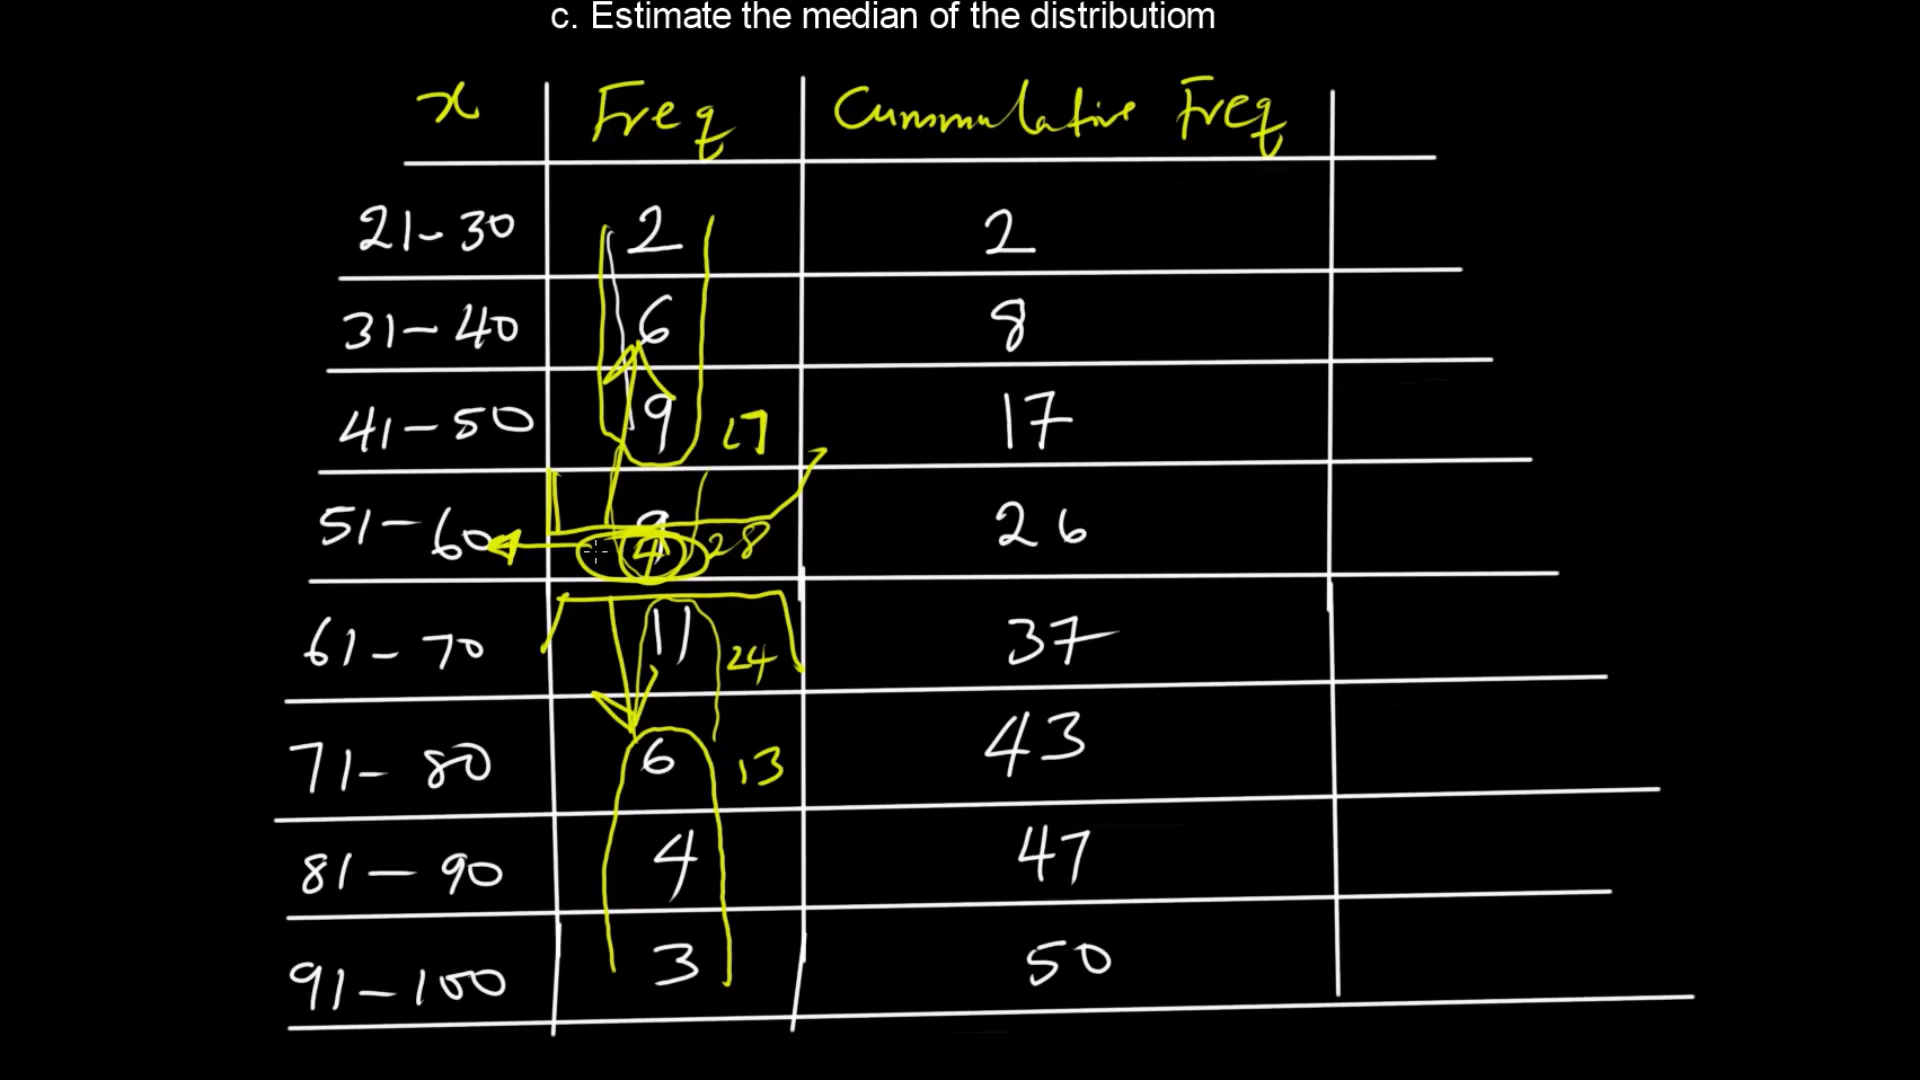 c. Estimate the median of the distributiom
x Freq Cummulative Freq
21-30 2 2
31-40 6 8
41-50 9 17 17
51-60 9 4 28 26
61-70 11 24 37
71-80 6 13 43
81-90 4 47
91-100 3 50